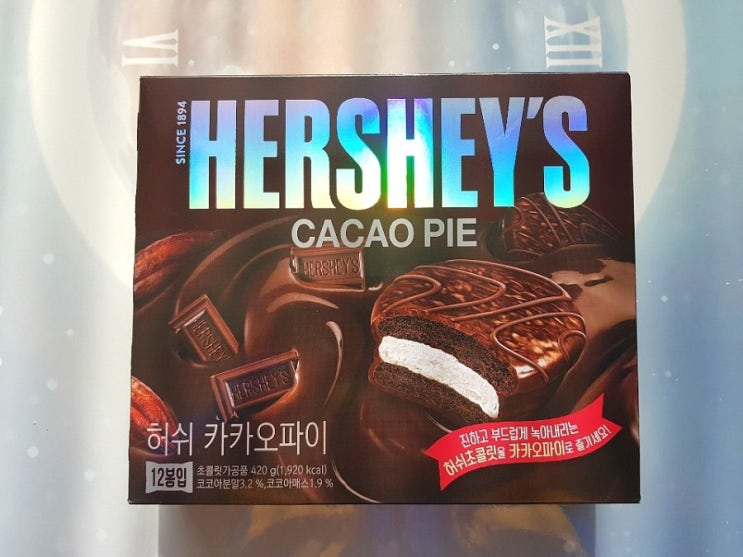 VI
XII
SINCE 1894
HERSHEY'S
CACAO PIE
HERSHEY'S
HERSHEY'S
HERSHEY'S
허쉬 카카오파이
12봉입
초콜릿가공품 420 g(1,920 kcal)
코코아분말3.2 %,코코아매스1.9 %
진하고 부드럽게 녹아내리는
허쉬초콜릿을 카카오파이로 즐기세요!